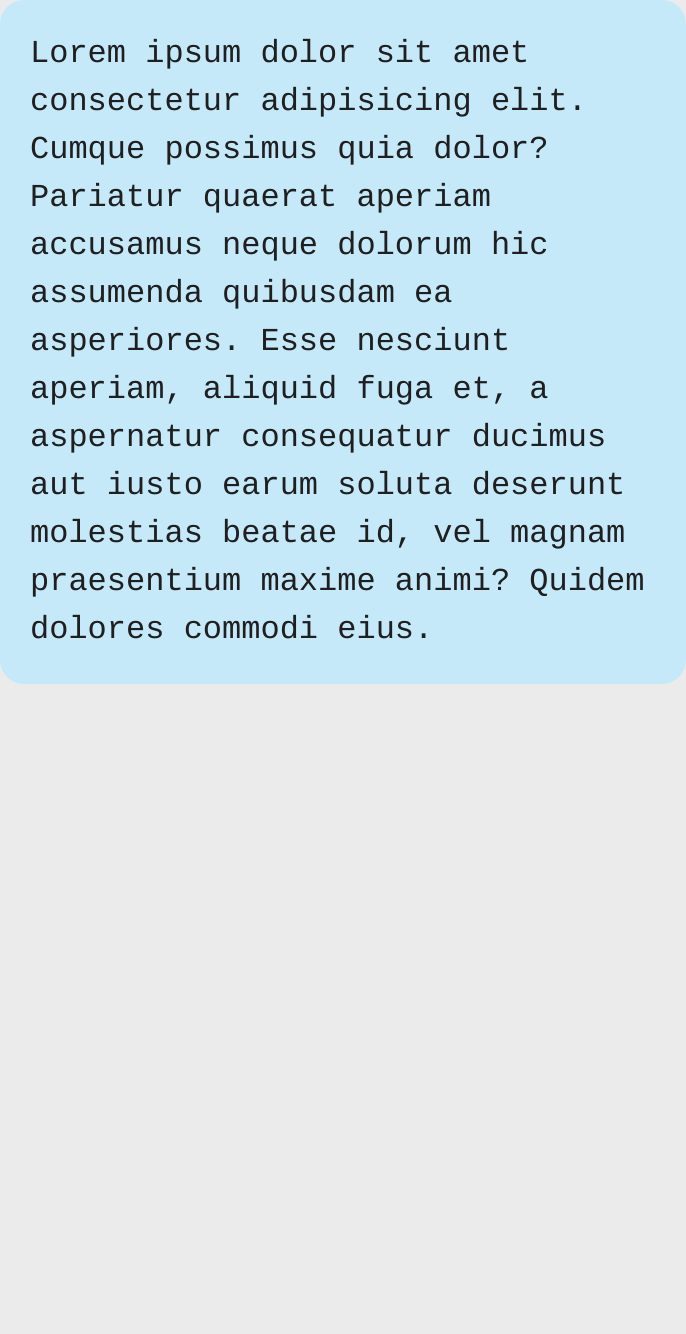 Lorem ipsum dolor sit amet
consectetur adipisicing elit.
Cumque possimus quia dolor?
Pariatur quaerat aperiam
accusamus neque dolorum hic
assumenda quibusdam ea
asperiores. Esse nesciunt
aperiam, aliquid fuga et, a
aspernatur consequatur ducimus
aut iusto earum soluta deserunt
molestias beatae id, vel magnam
praesentium maxime animi? Quidem
dolores commodi eius.